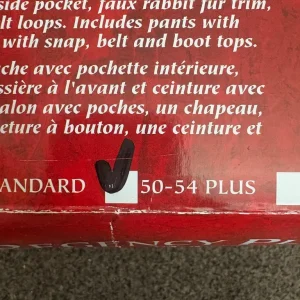 side pocket, faux rabbit fur trim,
lt loops. Includes pants with
with snap, belt and boot tops.
che avec pochette intérieure,
ssière à l'avant et ceinture avec
alon avec poches, un chapeau,
eture à bouton, une ceinture et
ANDARD 50-54 PLUS
REGENCY